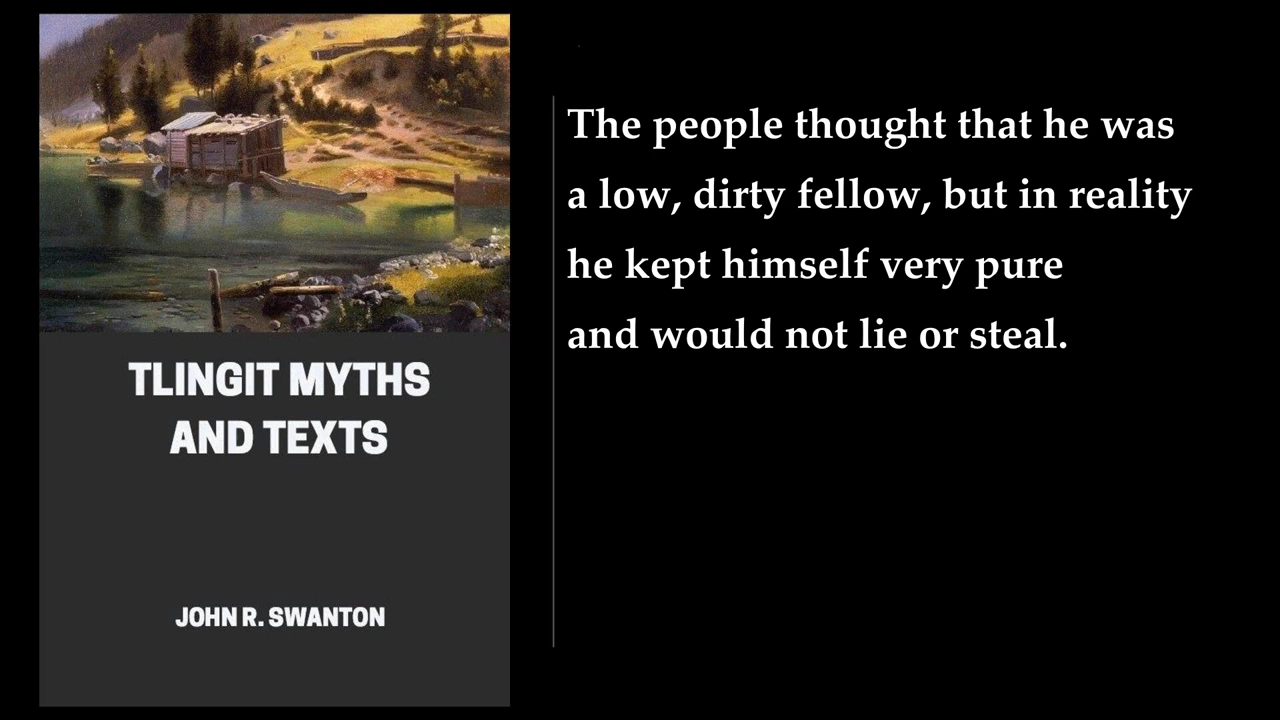 TLINGIT MYTHS
AND TEXTS
JOHN R. SWANTON
The people thought that he was
a low, dirty fellow, but in reality
he kept himself very pure
and would not lie or steal.